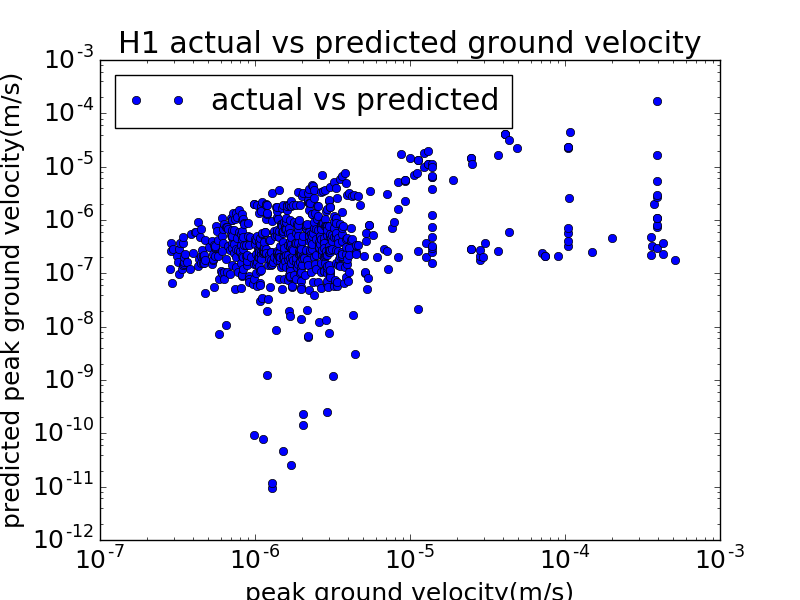 H1 actual vs predicted ground velocity
actual vs predicted
predicted peak ground velocity(m/s)
10^-3
10^-4
10^-5
10^-6
10^-7
10^-8
10^-9
10^-10
10^-11
10^-12
10^-7 10^-6 10^-5 10^-4 10^-3
peak ground velocity(m/s)